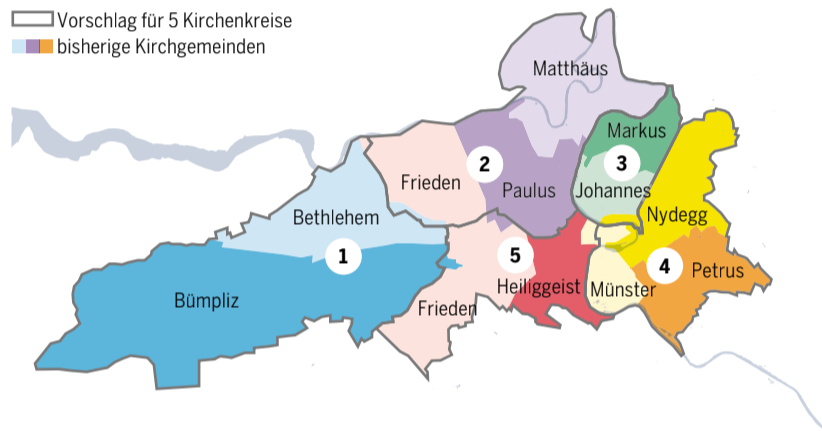 Vorschlag für 5 Kirchenkreise
bisherige Kirchgemeinden
Matthäus
Markus
2
3
Frieden
Paulus
Johannes
Bethlehem
Nydegg
1
5
4
Petrus
Heiliggeist
Münster
Bümpliz
Frieden